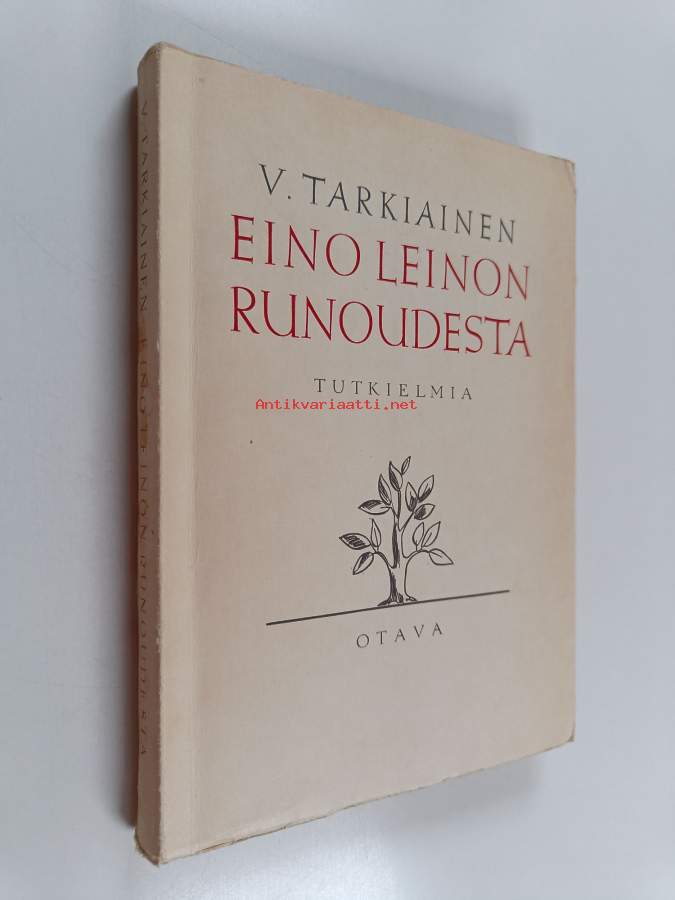 V. TARKIAINEN
EINO LEINON
RUNOUDESTA
TUTKIELMIA
Antikvariaatti.net
OTAVA
V. TARKIAINEN EINO LEINON RUNOUDESTA